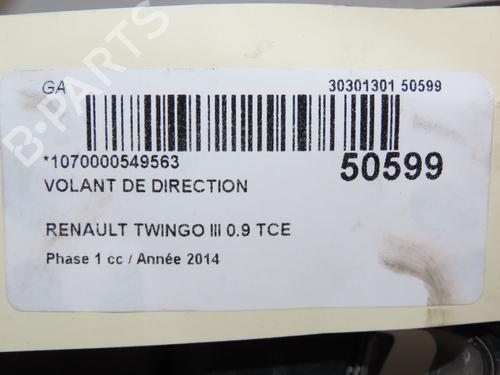 B-PARTS
GA
30301301 50599
*1070000549563
50599
VOLANT DE DIRECTION
RENAULT TWINGO III 0.9 TCE
Phase 1 cc / Année 2014